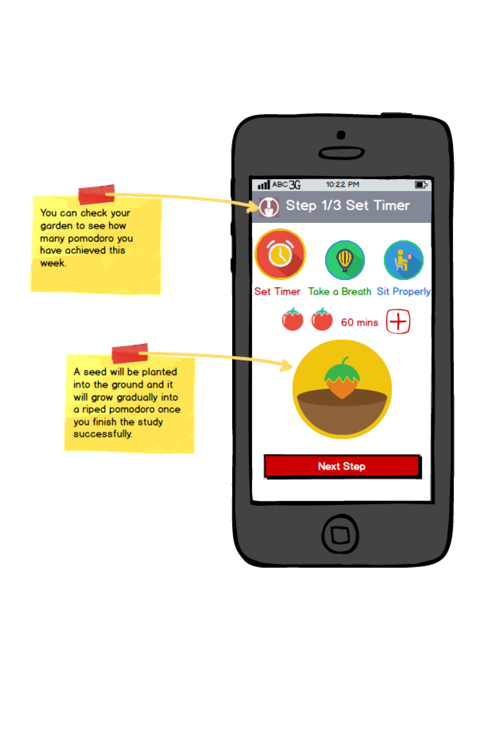 ABC 3G 10:22 PM
Step 1/3 Set Timer
You can check your
garden to see how
many pomodoro you
have achieved this
week.
Set Timer Take a Breath Sit Properly
60 mins
A seed will be planted
into the ground and it
will grow gradually into
a riped pomodoro once
you finish the study
successfully.
Next Step